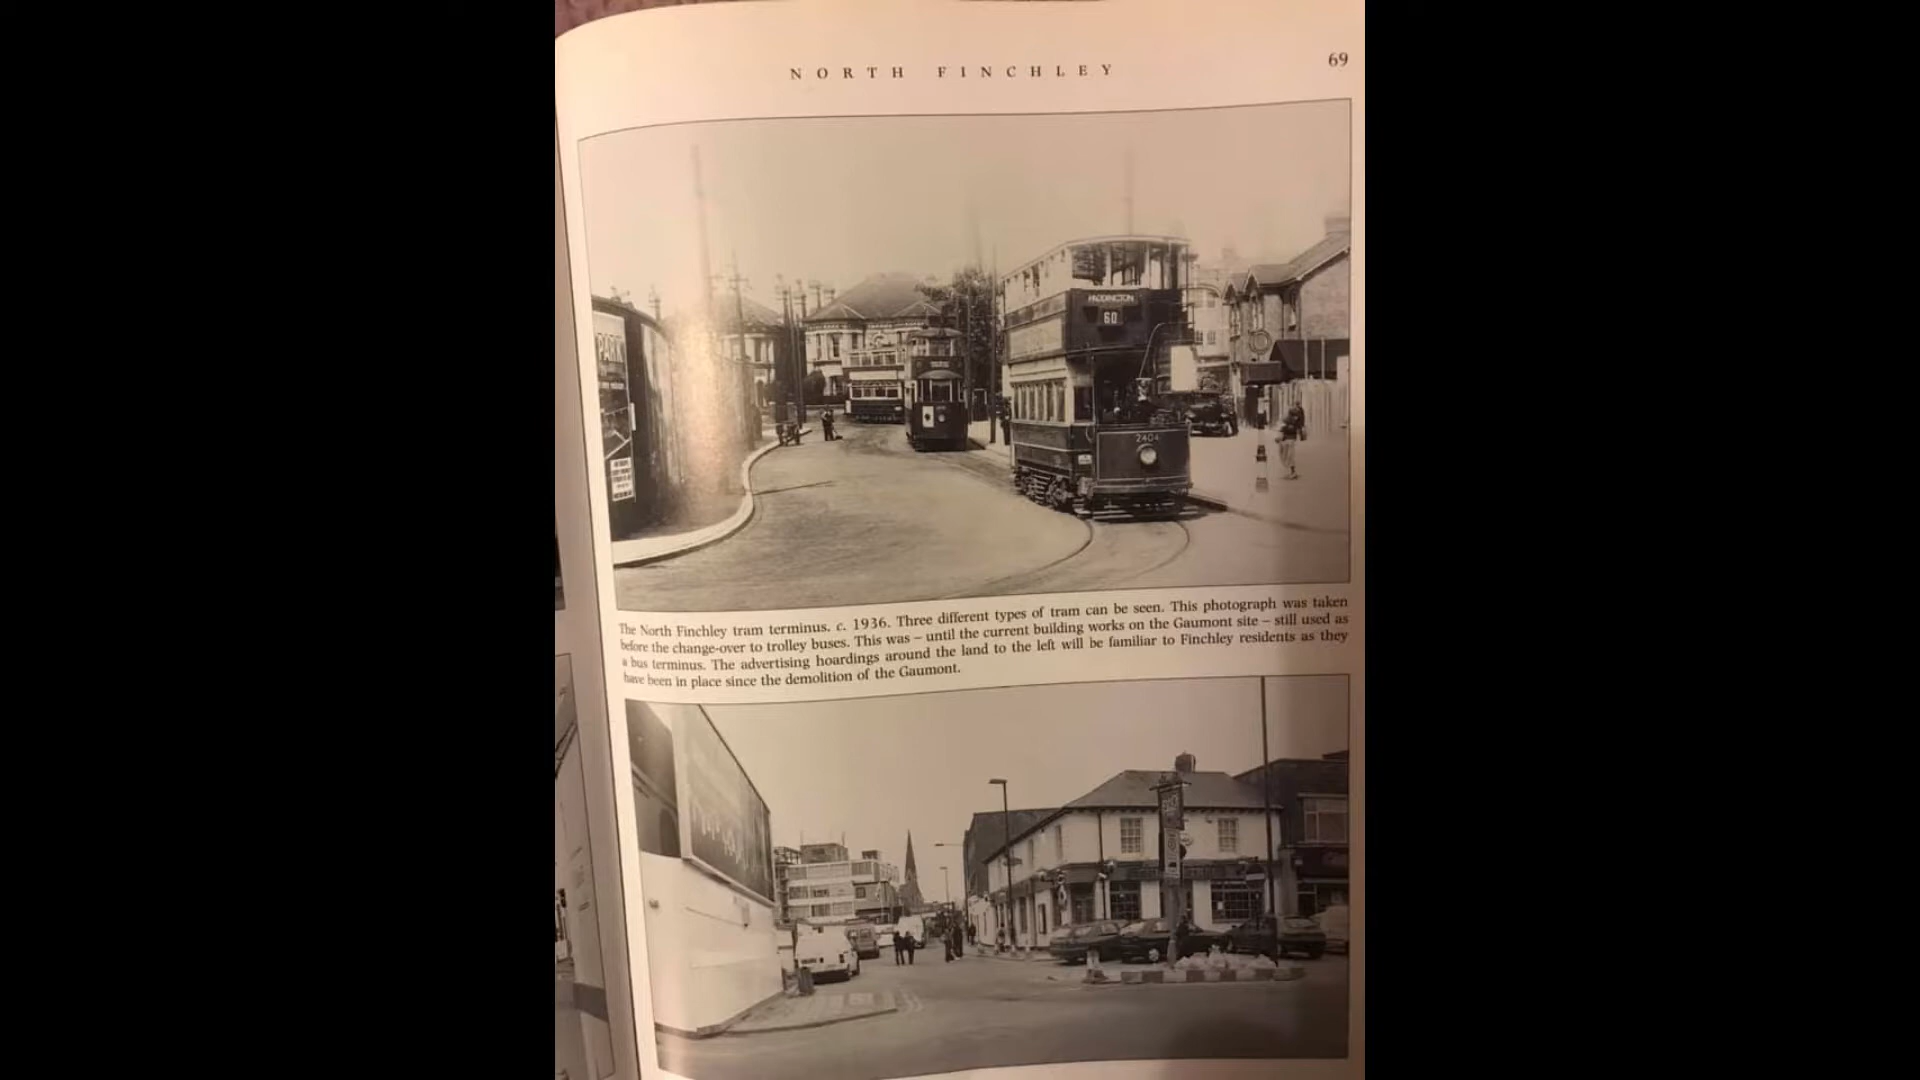 NORTH FINCHLEY
69
PADDINGTON
60
2404
PARK
The North Finchley tram terminus, c. 1936. Three different types of tram can be seen. This photograph was taken
before the change-over to trolley buses. This was – until the current building works on the Gaumont site – still used as
a bus terminus. The advertising hoardings around the land to the left will be familiar to Finchley residents as they
have been in place since the demolition of the Gaumont.